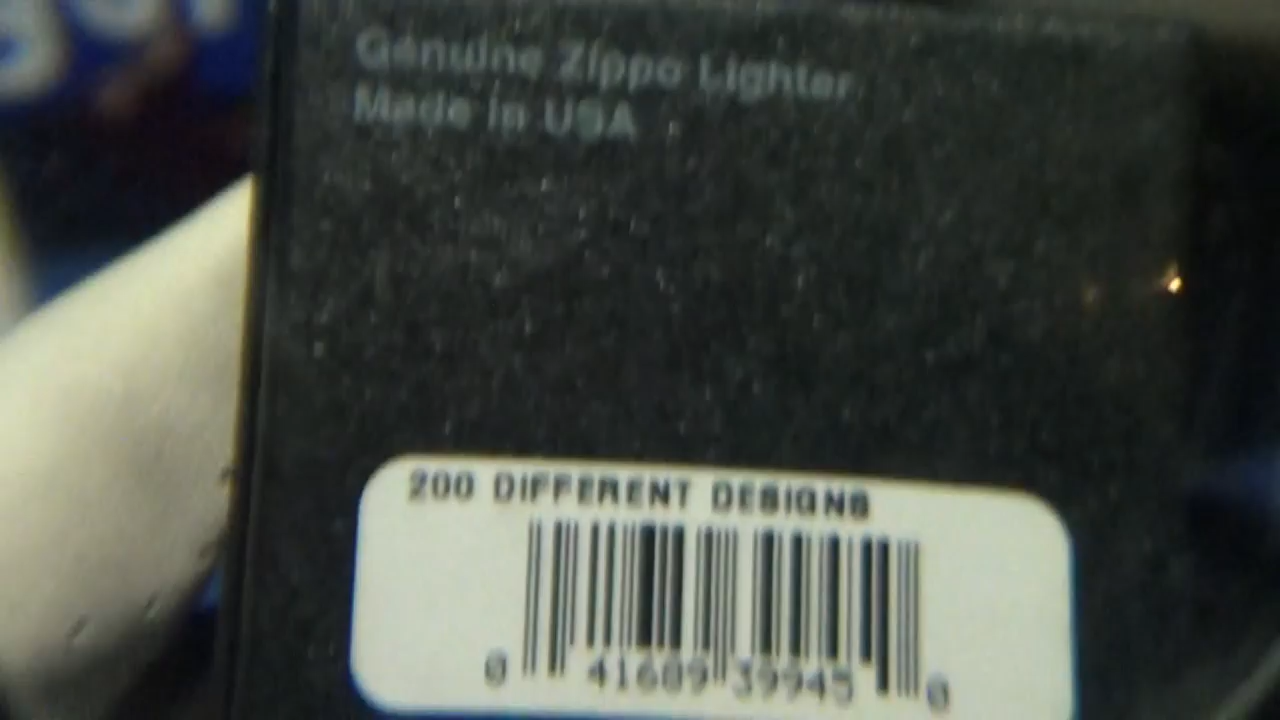 Genuine Zippo Lighter
Made in USA
200 DIFFERENT DESIGNS
0 41689 39945 0